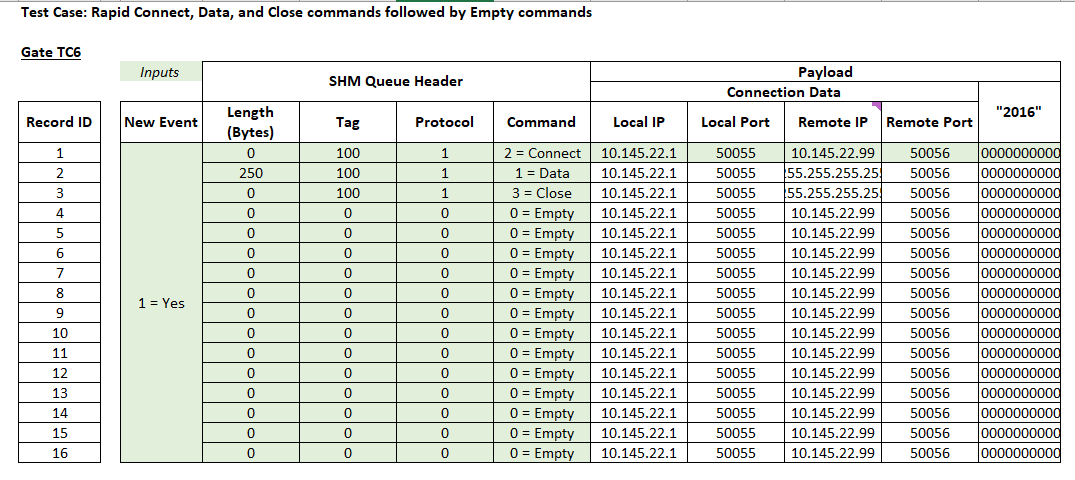 Test Case: Rapid Connect, Data, and Close commands followed by Empty commands
Gate TC6
Inputs
SHM Queue Header
Payload
Connection Data
Record ID New Event Length (Bytes) Tag Protocol Command Local IP Local Port Remote IP Remote Port "2016"
1 0 100 1 2 = Connect 10.145.22.1 50055 10.145.22.99 50056 0000000000
2 250 100 1 1 = Data 10.145.22.1 50055 55.255.255.25 50056 0000000000
3 0 100 1 3 = Close 10.145.22.1 50055 55.255.255.25 50056 0000000000
4 0 0 0 0 = Empty 10.145.22.1 50055 10.145.22.99 50056 0000000000
5 0 0 0 0 = Empty 10.145.22.1 50055 10.145.22.99 50056 0000000000
6 0 0 0 0 = Empty 10.145.22.1 50055 10.145.22.99 50056 0000000000
7 0 0 0 0 = Empty 10.145.22.1 50055 10.145.22.99 50056 0000000000
8 0 0 0 0 = Empty 10.145.22.1 50055 10.145.22.99 50056 0000000000
1 = Yes
9 0 0 0 0 = Empty 10.145.22.1 50055 10.145.22.99 50056 0000000000
10 0 0 0 0 = Empty 10.145.22.1 50055 10.145.22.99 50056 0000000000
11 0 0 0 0 = Empty 10.145.22.1 50055 10.145.22.99 50056 0000000000
12 0 0 0 0 = Empty 10.145.22.1 50055 10.145.22.99 50056 0000000000
13 0 0 0 0 = Empty 10.145.22.1 50055 10.145.22.99 50056 0000000000
14 0 0 0 0 = Empty 10.145.22.1 50055 10.145.22.99 50056 0000000000
15 0 0 0 0 = Empty 10.145.22.1 50055 10.145.22.99 50056 0000000000
16 0 0 0 0 = Empty 10.145.22.1 50055 10.145.22.99 50056 0000000000